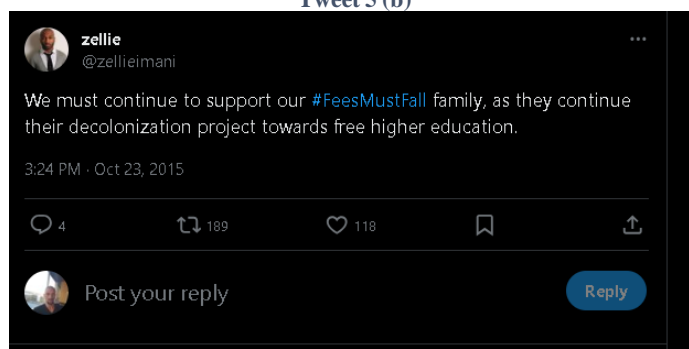 Tweet 5 (b)
zellie
@zellieimani
We must continue to support our #FeesMustFall family, as they continue
their decolonization project towards free higher education.
3:24 PM · Oct 23, 2015
4 189 118
Post your reply Reply